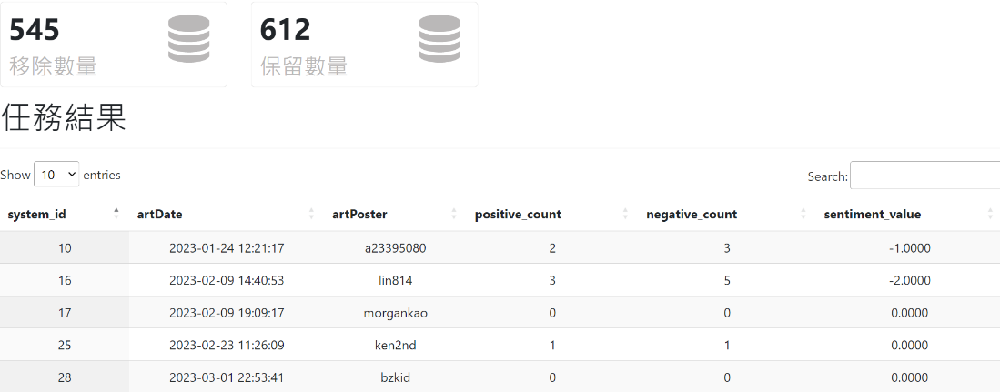 545
移除數量
612
保留數量
任務結果
Show 10 entries
Search:
system_id artDate artPoster positive_count negative_count sentiment_value
10 2023-01-24 12:21:17 a23395080 2 3 -1.0000
16 2023-02-09 14:40:53 lin814 3 5 -2.0000
17 2023-02-09 19:09:17 morgankao 0 0 0.0000
25 2023-02-23 11:26:09 ken2nd 1 1 0.0000
28 2023-03-01 22:53:41 bzkid 0 0 0.0000